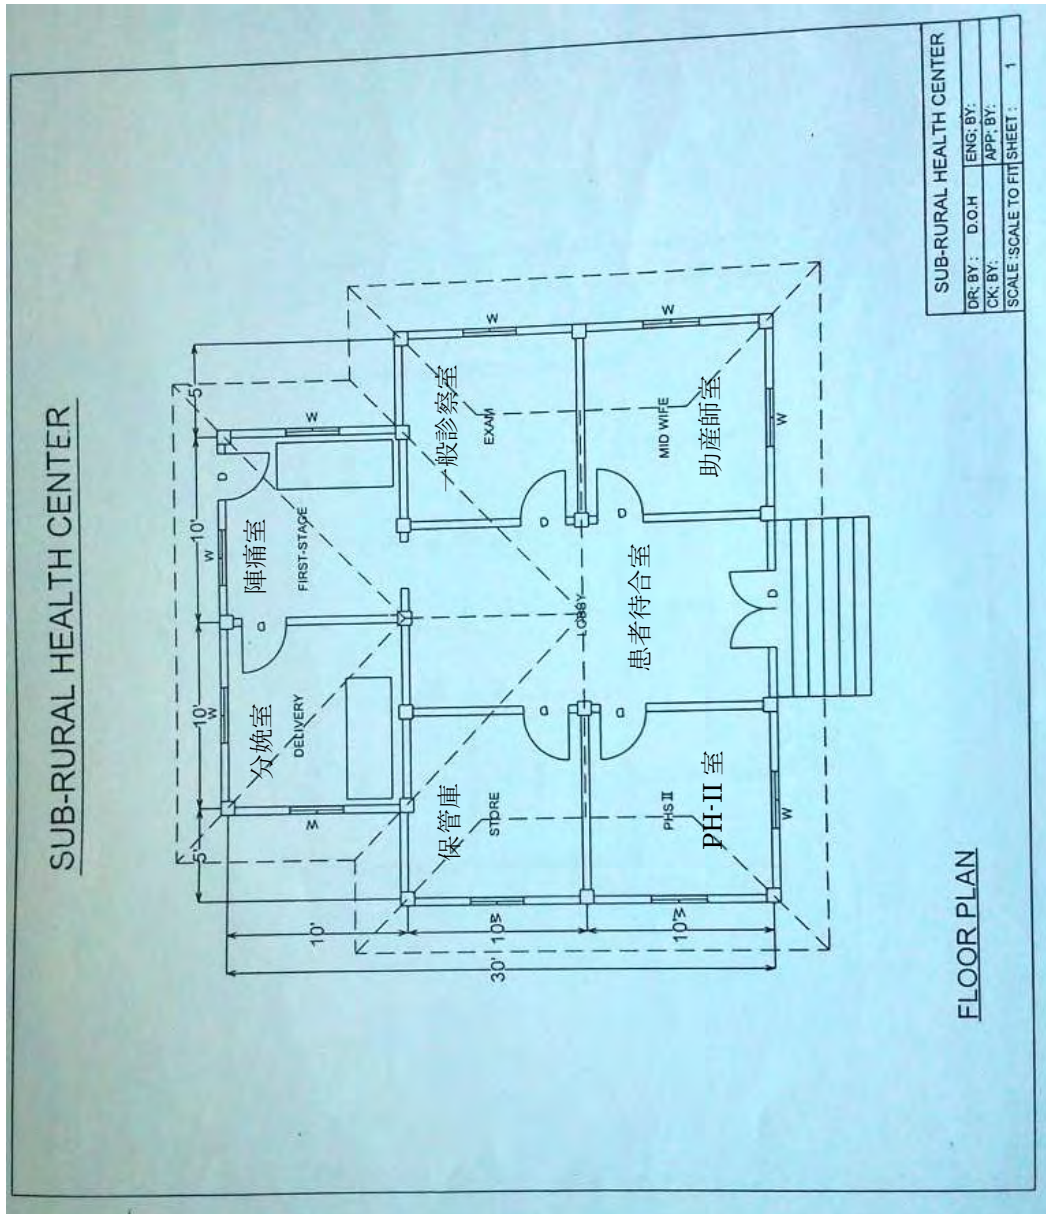 SUB-RURAL HEALTH CENTER
5'
10'
10'
5'
W
W
W
D
D
分娩室
DELIVERY
陣痛室
FIRST-STAGE
W
10'
10'
10'
30'
保管庫
STORE
一般診察室
EXAM
W
W
D
D
LOBBY
患者待合室
D
D
PHS II
PH-II 室
MID WIFE
助産師室
W
W
D
W
W
FLOOR PLAN
SUB-RURAL HEALTH CENTER
DR; BY : D.O.H ENG; BY:
CK; BY: APP; BY:
SCALE :SCALE TO FIT SHEET : 1